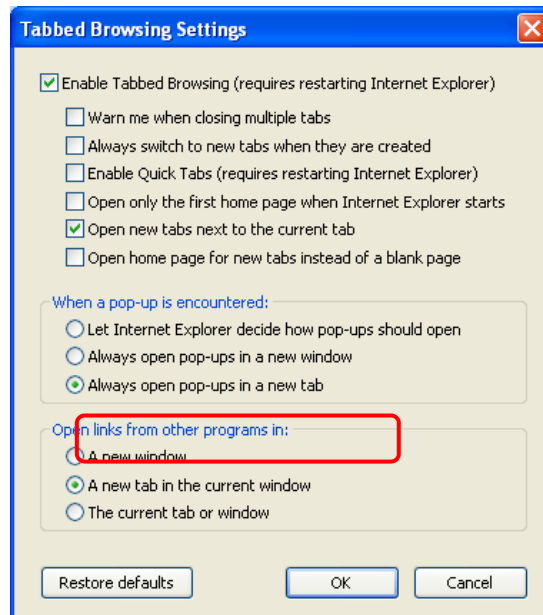 Tabbed Browsing Settings
Enable Tabbed Browsing (requires restarting Internet Explorer)
Warn me when closing multiple tabs
Always switch to new tabs when they are created
Enable Quick Tabs (requires restarting Internet Explorer)
Open only the first home page when Internet Explorer starts
Open new tabs next to the current tab
Open home page for new tabs instead of a blank page
When a pop-up is encountered:
Let Internet Explorer decide how pop-ups should open
Always open pop-ups in a new window
Always open pop-ups in a new tab
Open links from other programs in:
A new window
A new tab in the current window
The current tab or window
Restore defaults
OK
Cancel